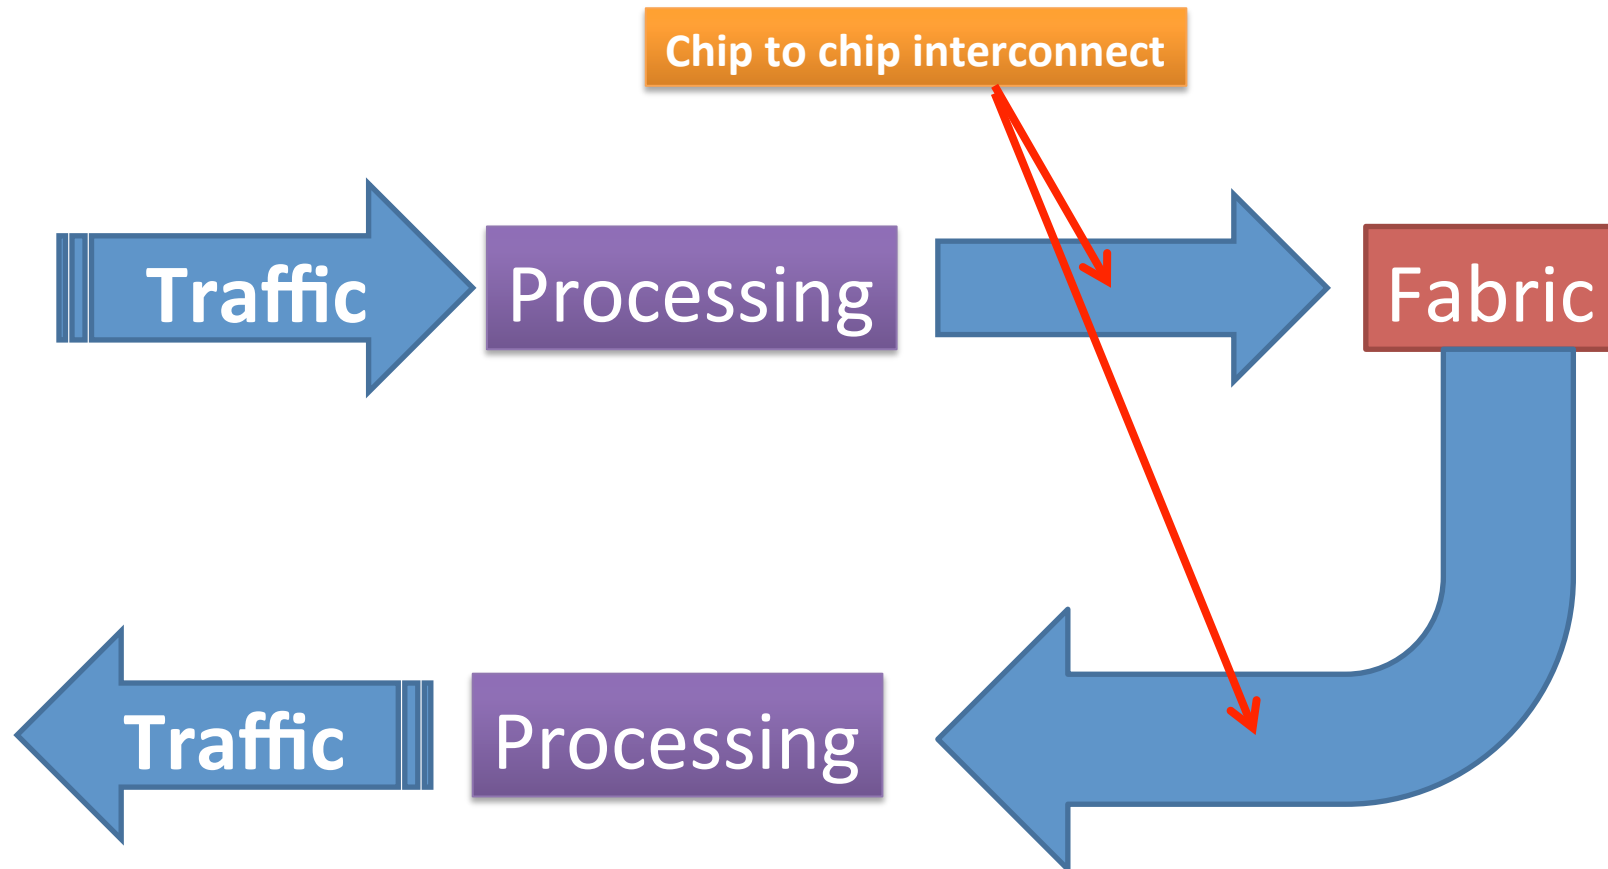 Chip to chip interconnect
Traffic
Processing
Fabric
Traffic
Processing